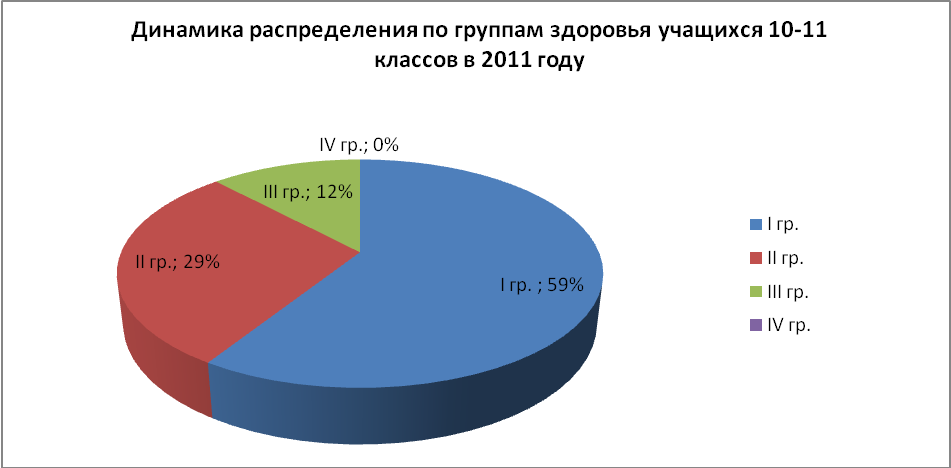 Динамика распределения по группам здоровья учащихся 10-11
классов в 2011 году
IV гр.; 0%
III гр.; 12%
II гр.; 29%
I гр. ; 59%
I гр.
II гр.
III гр.
IV гр.